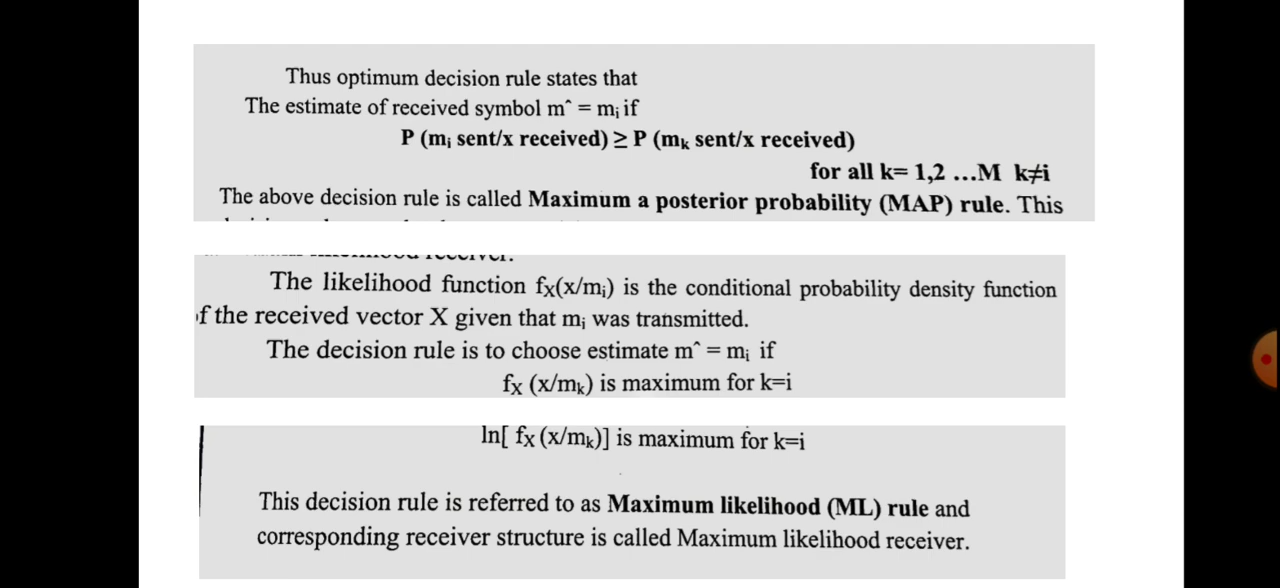 Thus optimum decision rule states that
The estimate of received symbol m^ = mᵢ if
P (mᵢ sent/x received) ≥ P (mₖ sent/x received)
for all k= 1,2 ...M k≠i
The above decision rule is called Maximum a posterior probability (MAP) rule. This
The likelihood function fₓ(x/mᵢ) is the conditional probability density function
f the received vector X given that mᵢ was transmitted.
The decision rule is to choose estimate m^ = mᵢ if
fₓ (x/mₖ) is maximum for k=i
ln[ fₓ (x/mₖ)] is maximum for k=i
This decision rule is referred to as Maximum likelihood (ML) rule and
corresponding receiver structure is called Maximum likelihood receiver.